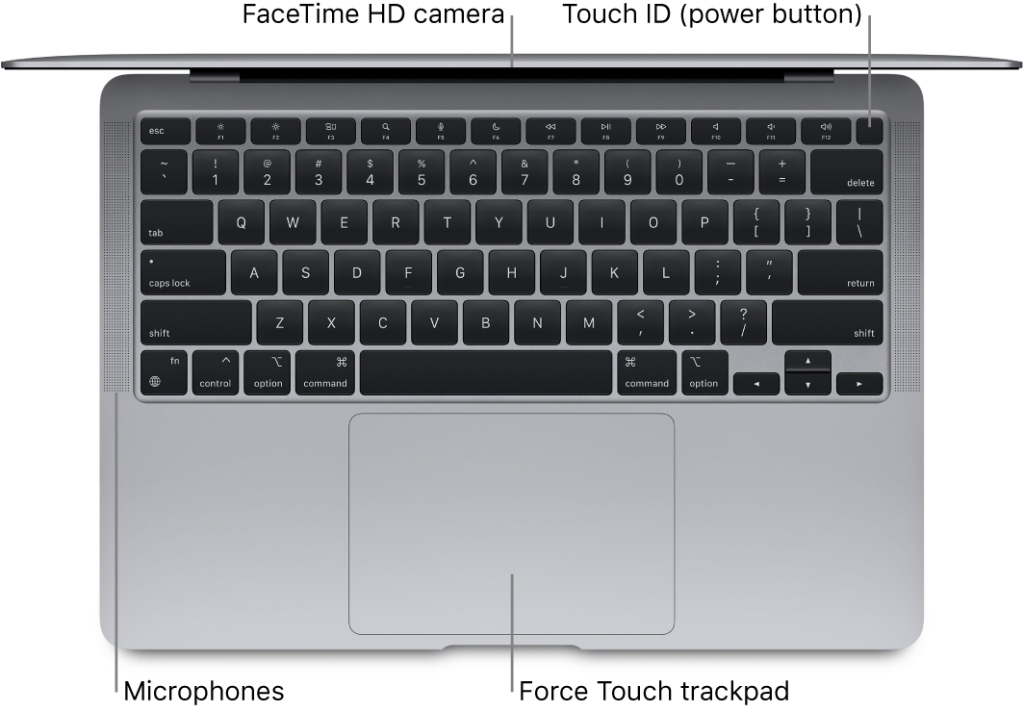 FaceTime HD camera Touch ID (power button)
esc F1 F2 F3 F4 F5 F6 F7 F8 F9 F10 F11 F12
~ ! @ # $ % ^ & * ( ) — +
` 1 2 3 4 5 6 7 8 9 0 - = delete
tab Q W E R T Y U I O P { [ } ] | \
caps lock A S D F G H J K L : ; " ' return
shift Z X C V B N M < , > . ? / shift
fn control ^ option ⌥ command ⌘ ⌘ command ⌥ option ◄ ▲ ▼ ►
Microphones Force Touch trackpad